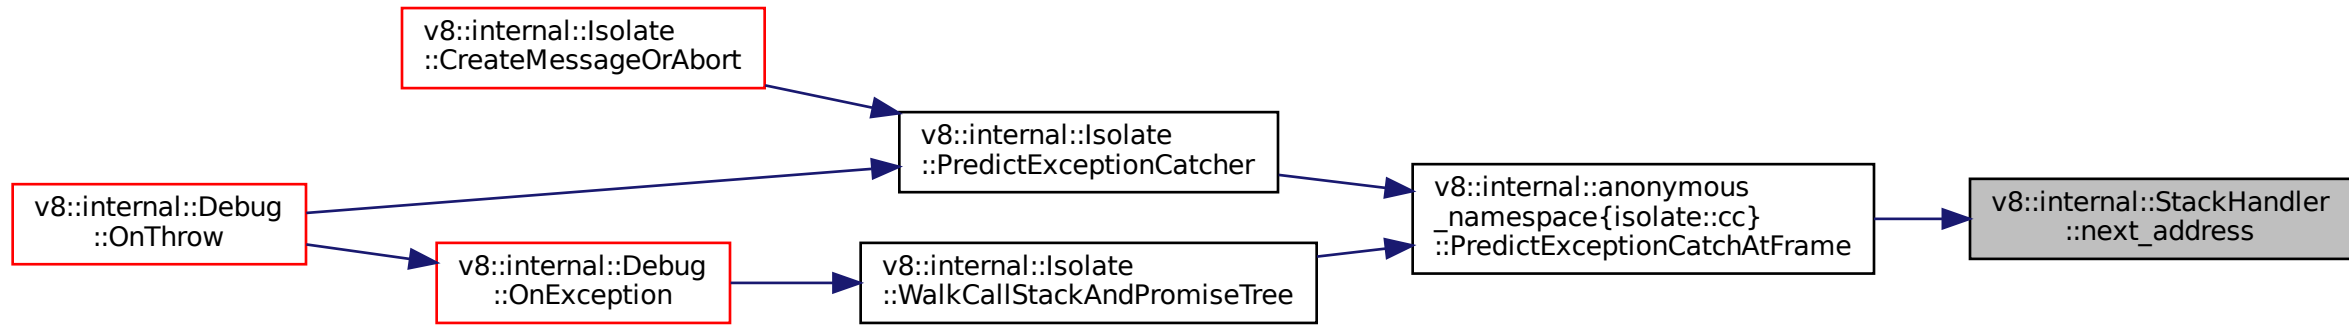 v8::internal::Isolate
::CreateMessageOrAbort
v8::internal::Isolate
::PredictExceptionCatcher
v8::internal::Debug
::OnThrow
v8::internal::Debug
::OnException
v8::internal::Isolate
::WalkCallStackAndPromiseTree
v8::internal::anonymous
_namespace{isolate::cc}
::PredictExceptionCatchAtFrame
v8::internal::StackHandler
::next_address